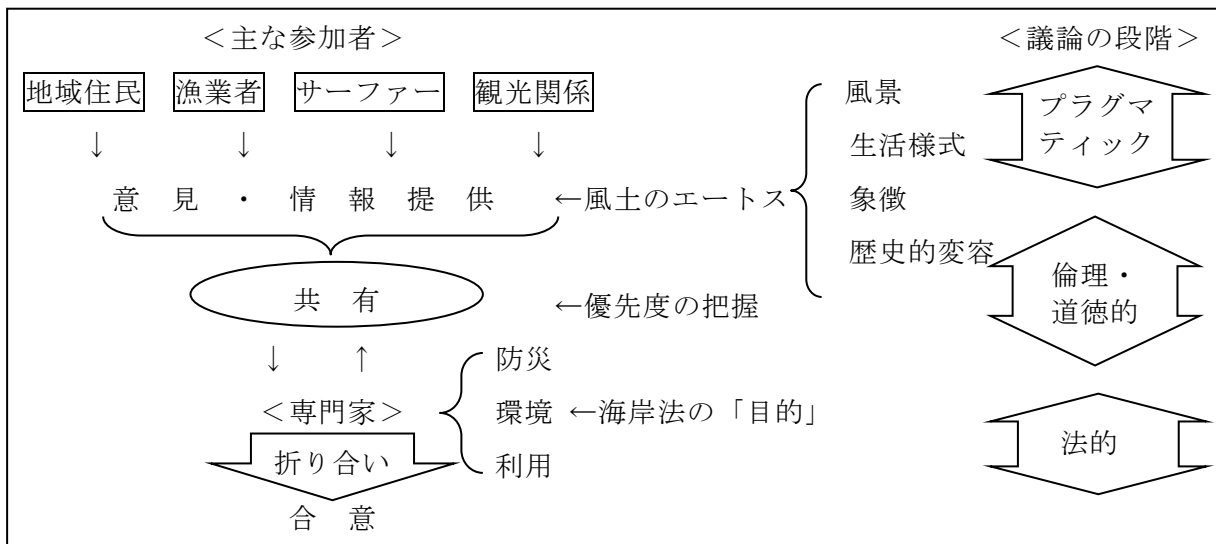 ＜主な参加者＞ ＜議論の段階＞
地域住民 漁業者 サーファー 観光関係 風景 プラグマ
↓ ↓ ↓ ↓ 生活様式 ティック
意見・情報提供 ←風土のエートス 象徴
歴史的変容 倫理・
共有 ←優先度の把握 道徳的
↓ ↑ 防災
＜専門家＞ 環境 ←海岸法の「目的」 法的
折り合い 利用
合意